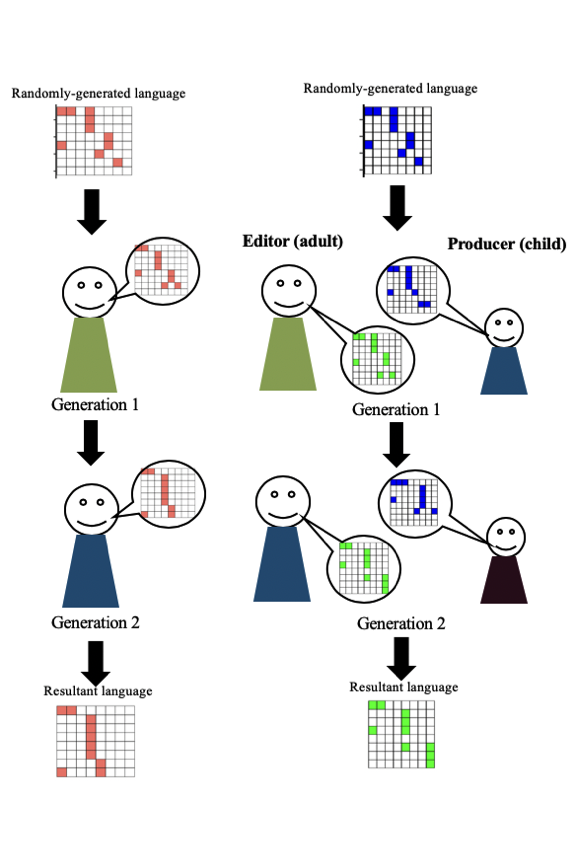 Randomly-generated language
Generation 1
Generation 2
Resultant language
Randomly-generated language
Editor (adult)
Producer (child)
Generation 1
Generation 2
Resultant language